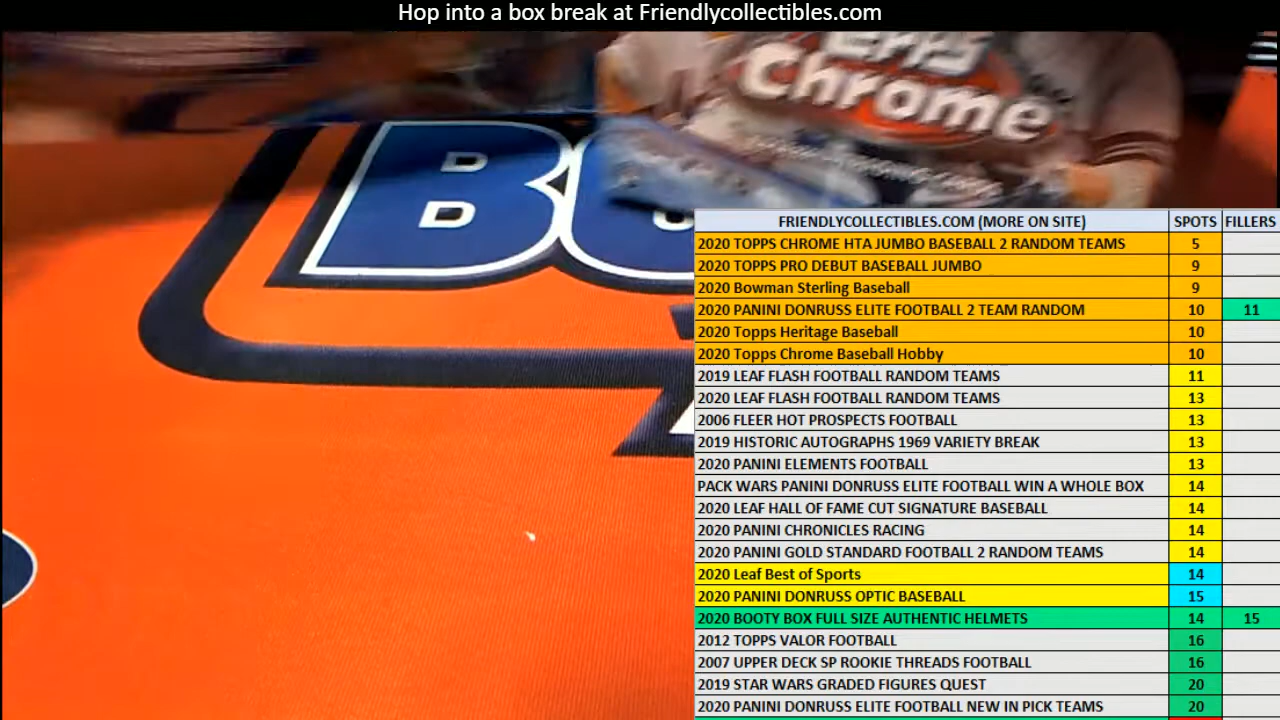 Hop into a box break at Friendlycollectibles.com
Chrome
FRIENDLYCOLLECTIBLES.COM (MORE ON SITE) SPOTS FILLERS
2020 TOPPS CHROME HTA JUMBO BASEBALL 2 RANDOM TEAMS 5
2020 TOPPS PRO DEBUT BASEBALL JUMBO 9
2020 Bowman Sterling Baseball 9
2020 PANINI DONRUSS ELITE FOOTBALL 2 TEAM RANDOM 10 11
2020 Topps Heritage Baseball 10
2020 Topps Chrome Baseball Hobby 10
2019 LEAF FLASH FOOTBALL RANDOM TEAMS 11
2020 LEAF FLASH FOOTBALL RANDOM TEAMS 13
2006 FLEER HOT PROSPECTS FOOTBALL 13
2019 HISTORIC AUTOGRAPHS 1969 VARIETY BREAK 13
2020 PANINI ELEMENTS FOOTBALL 13
PACK WARS PANINI DONRUSS ELITE FOOTBALL WIN A WHOLE BOX 14
2020 LEAF HALL OF FAME CUT SIGNATURE BASEBALL 14
2020 PANINI CHRONICLES RACING 14
2020 PANINI GOLD STANDARD FOOTBALL 2 RANDOM TEAMS 14
2020 Leaf Best of Sports 14
2020 PANINI DONRUSS OPTIC BASEBALL 15
2020 BOOTY BOX FULL SIZE AUTHENTIC HELMETS 14 15
2012 TOPPS VALOR FOOTBALL 16
2007 UPPER DECK SP ROOKIE THREADS FOOTBALL 16
2019 STAR WARS GRADED FIGURES QUEST 20
2020 PANINI DONRUSS ELITE FOOTBALL NEW IN PICK TEAMS 20